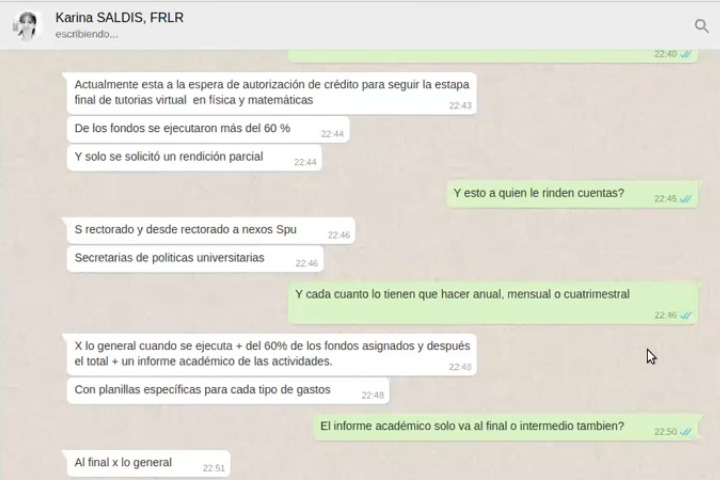 Karina SALDIS, FRLR
escribiendo...
22:40
Actualmente esta a la espera de autorización de crédito para seguir la estapa
final de tutorias virtual en física y matemáticas
22:43
De los fondos se ejecutaron más del 60 %
22:44
Y solo se solicitó un rendición parcial
22:44
Y esto a quien le rinden cuentas?
22:45
S rectorado y desde rectorado a nexos Spu
22:46
Secretarias de politicas universitarias
22:46
Y cada cuanto lo tienen que hacer anual, mensual o cuatrimestral
22:46
X lo general cuando se ejecuta + del 60% de los fondos asignados y después
el total + un informe académico de las actividades.
22:48
Con planillas específicas para cada tipo de gastos
22:48
El informe académico solo va al final o intermedio tambien?
22:50
Al final x lo general
22:51